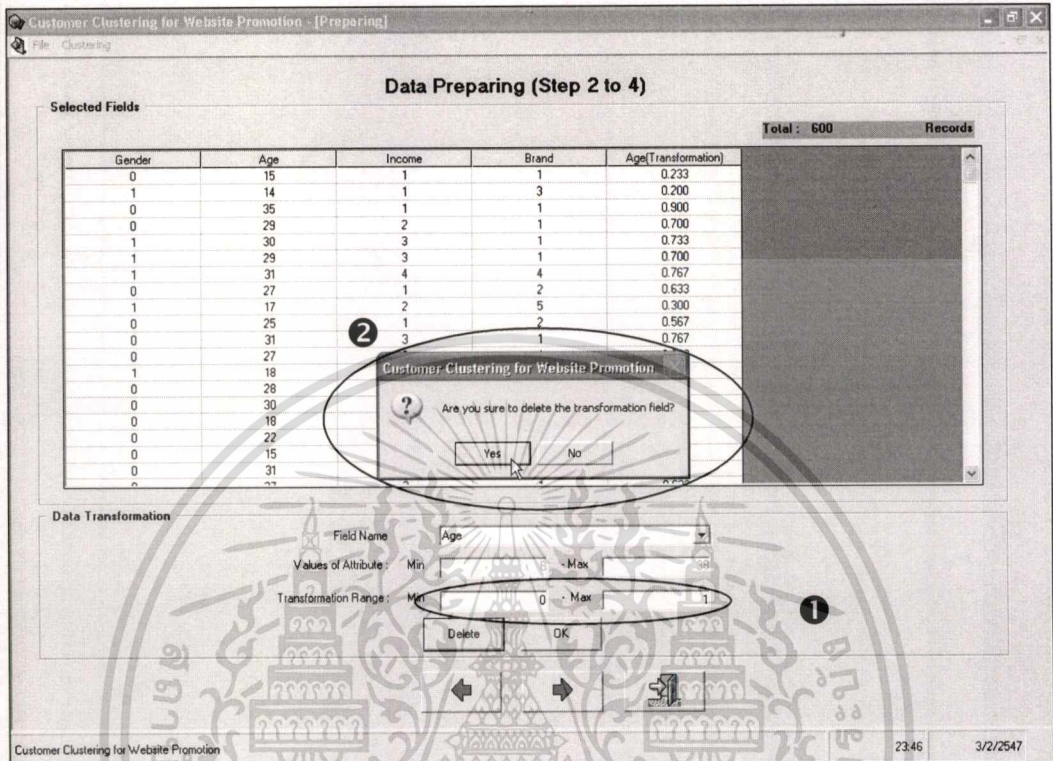 Customer Clustering for Website Promotion - [Preparing]
File Clustering
Data Preparing (Step 2 to 4)
Selected Fields
Total : 600 Records
Gender Age Income Brand Age(Transformation)
0 15 1 1 0.233
1 14 1 3 0.200
0 35 1 1 0.900
0 29 2 1 0.700
1 30 3 1 0.733
1 29 3 1 0.700
1 31 4 4 0.767
0 27 1 2 0.633
1 17 2 5 0.300
0 25 1 2 0.567
0 31 3 1 0.767
0 27
1 18
0 28
0 30
0 18
0 22
0 15
0 31
2
Customer Clustering for Website Promotion
Are you sure to delete the transformation field?
Yes No
Data Transformation
Field Name Age
Values of Attribute : Min 8 - Max 38
Transformation Range : Min 0 - Max 1
1
Delete OK
Customer Clustering for Website Promotion 23:46 3/2/2547